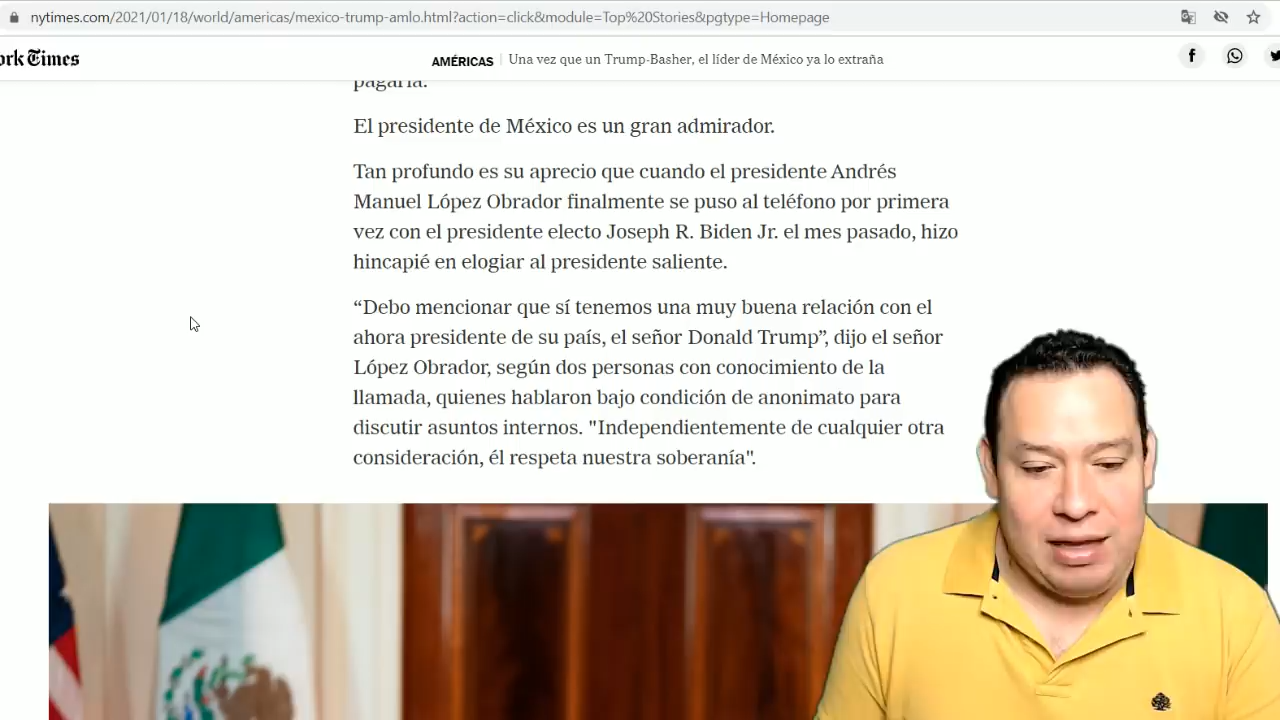 nytimes.com/2021/01/18/world/americas/mexico-trump-amlo.html?action=click&module=Top%20Stories&pgtype=Homepage
ork Times
AMÉRICAS | Una vez que un Trump-Basher, el líder de México ya lo extraña
pagaría.
El presidente de México es un gran admirador.
Tan profundo es su aprecio que cuando el presidente Andrés
Manuel López Obrador finalmente se puso al teléfono por primera
vez con el presidente electo Joseph R. Biden Jr. el mes pasado, hizo
hincapié en elogiar al presidente saliente.
“Debo mencionar que sí tenemos una muy buena relación con el
ahora presidente de su país, el señor Donald Trump”, dijo el señor
López Obrador, según dos personas con conocimiento de la
llamada, quienes hablaron bajo condición de anonimato para
discutir asuntos internos. "Independientemente de cualquier otra
consideración, él respeta nuestra soberanía".